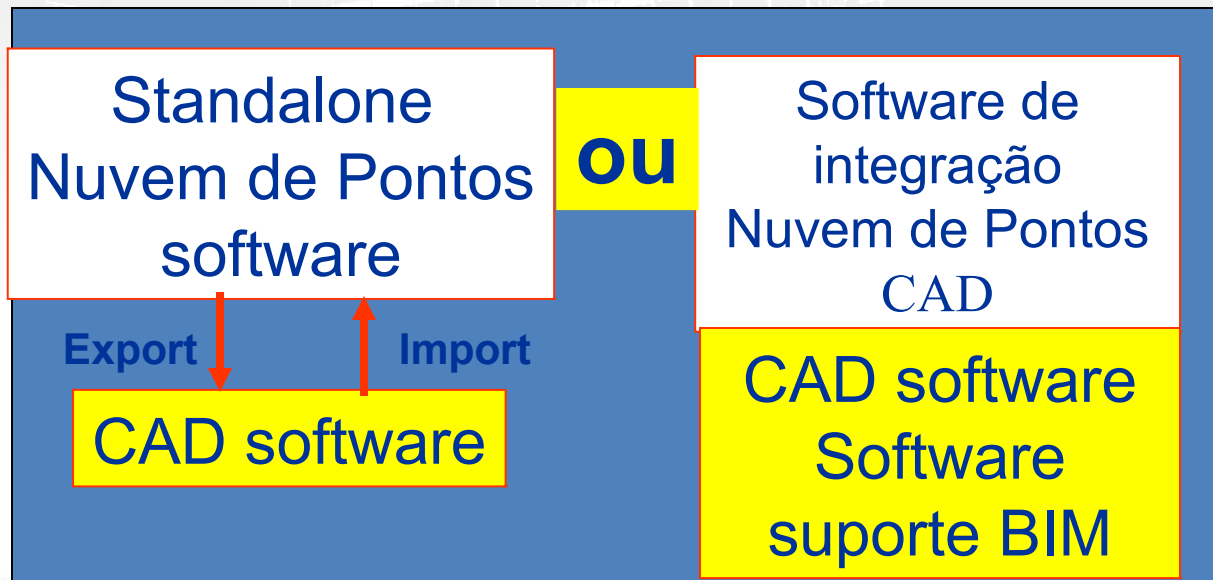 Standalone
Nuvem de Pontos
software
Export
Import
CAD software
ou
Software de
integração
Nuvem de Pontos
CAD
CAD software
Software
suporte BIM